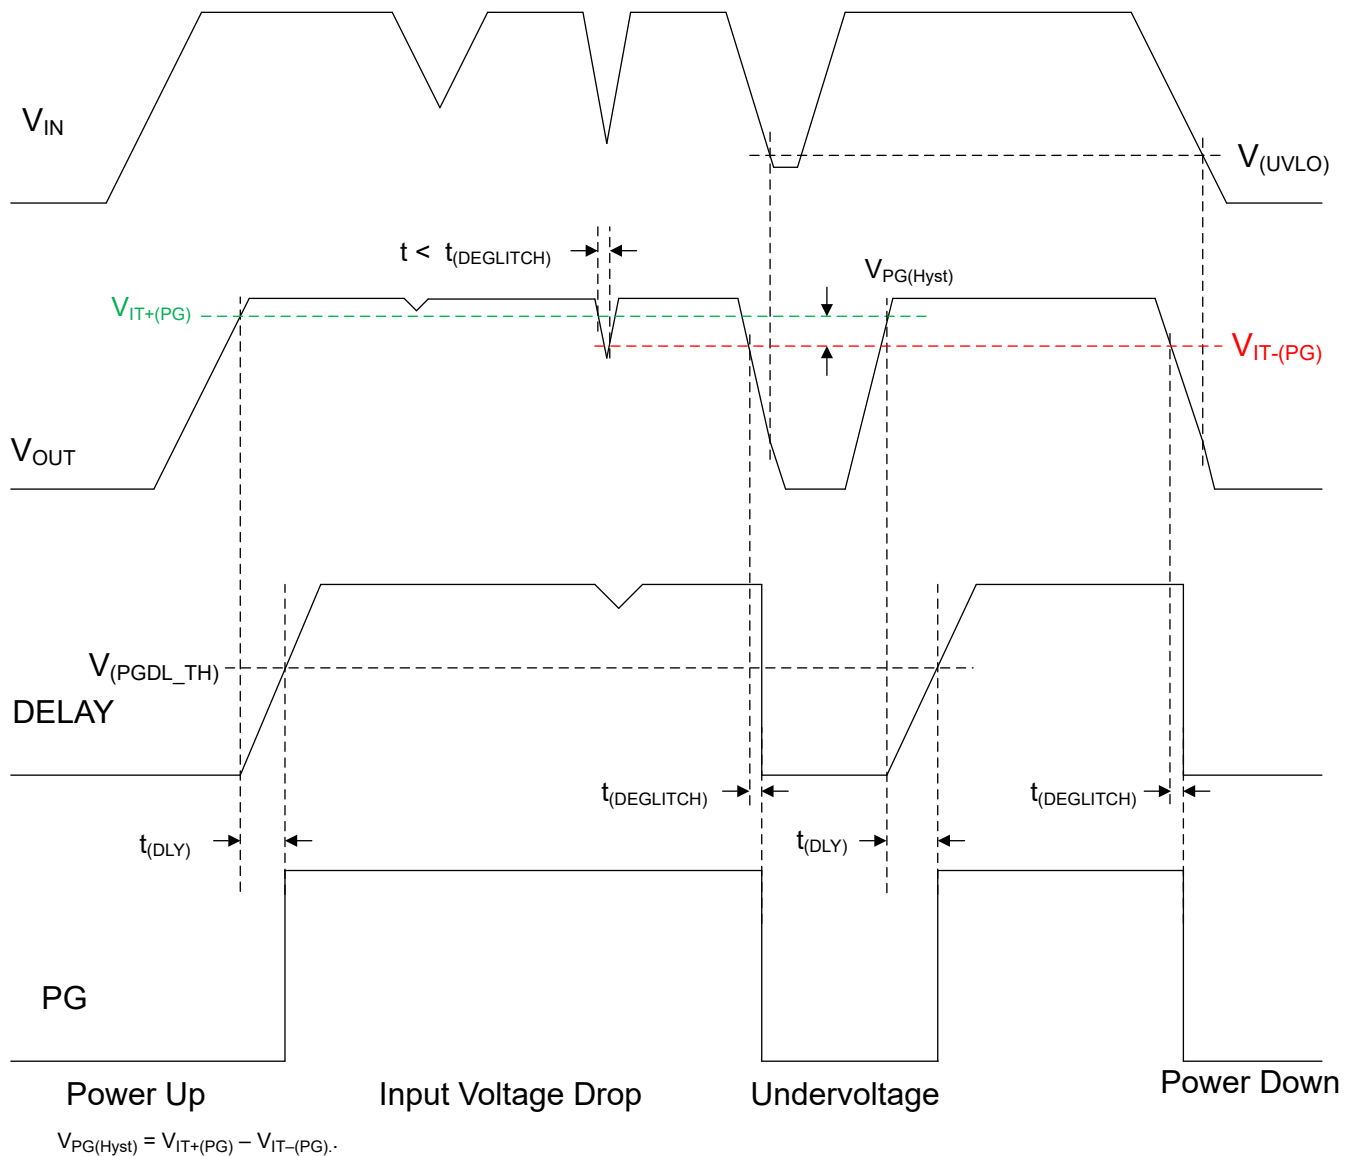 VIN
V(UVLO)
t < t(DEGLITCH)
VPG(Hyst)
VIT+(PG)
VIT-(PG)
VOUT
V(PGDL_TH)
DELAY
t(DEGLITCH)
t(DEGLITCH)
t(DLY)
t(DLY)
PG
Power Up
Input Voltage Drop
Undervoltage
Power Down
VPG(Hyst) = VIT+(PG) – VIT–(PG)..